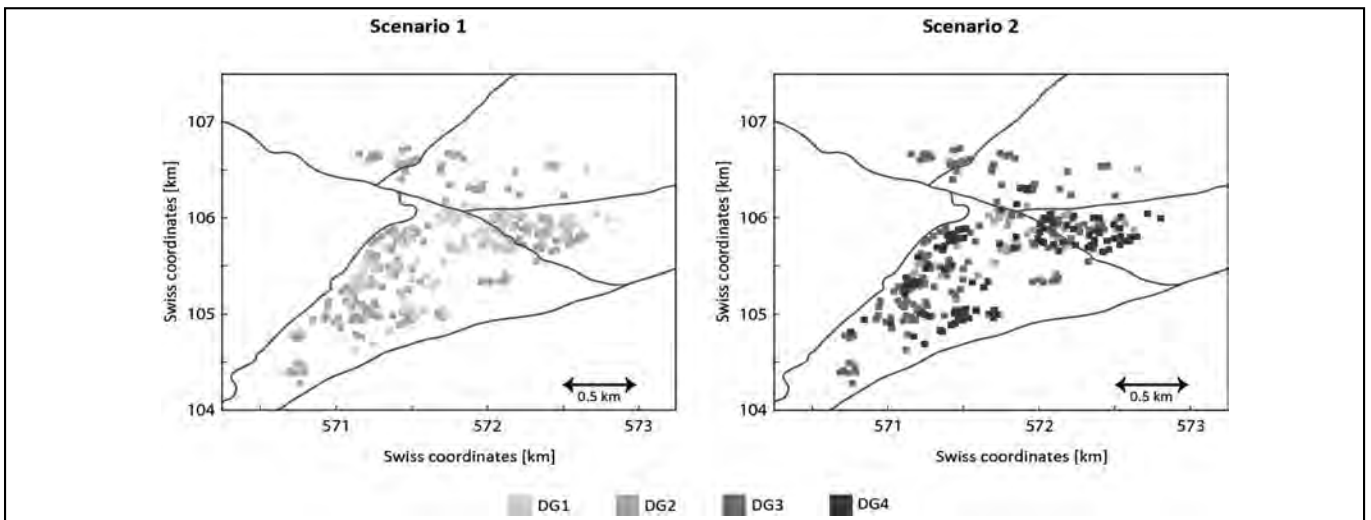 Scenario 1
Scenario 2
107
106
105
104
Swiss coordinates [km]
571
572
573
Swiss coordinates [km]
0.5 km
107
106
105
104
Swiss coordinates [km]
571
572
573
Swiss coordinates [km]
0.5 km
DG1
DG2
DG3
DG4